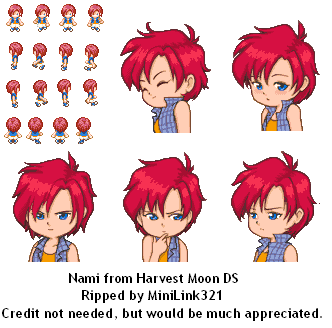 Nami from Harvest Moon DS
Ripped by MiniLink321
Credit not needed, but would be much appreciated.